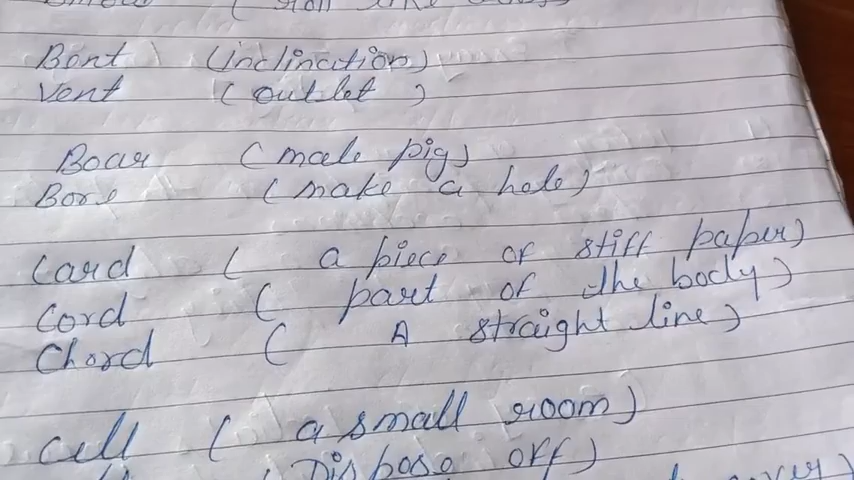 Bent (inclination)
Vent (outlet)
Boar (male pig)
Bore (make a hole)
Card ( a piece of stiff paper)
Cord ( part of the body)
Chord ( A straight line)
Cell ( a small room)
( Dispose off)